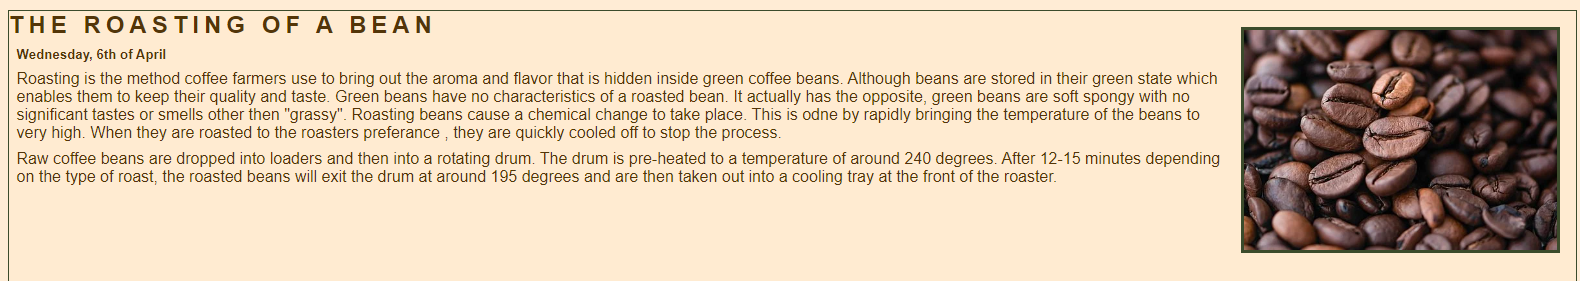 THE ROASTING OF A BEAN
Wednesday, 6th of April
Roasting is the method coffee farmers use to bring out the aroma and flavor that is hidden inside green coffee beans. Although beans are stored in their green state which
enables them to keep their quality and taste. Green beans have no characteristics of a roasted bean. It actually has the opposite, green beans are soft spongy with no
significant tastes or smells other then "grassy". Roasting beans cause a chemical change to take place. This is odne by rapidly bringing the temperature of the beans to
very high. When they are roasted to the roasters preferance , they are quickly cooled off to stop the process.
Raw coffee beans are dropped into loaders and then into a rotating drum. The drum is pre-heated to a temperature of around 240 degrees. After 12-15 minutes depending
on the type of roast, the roasted beans will exit the drum at around 195 degrees and are then taken out into a cooling tray at the front of the roaster.